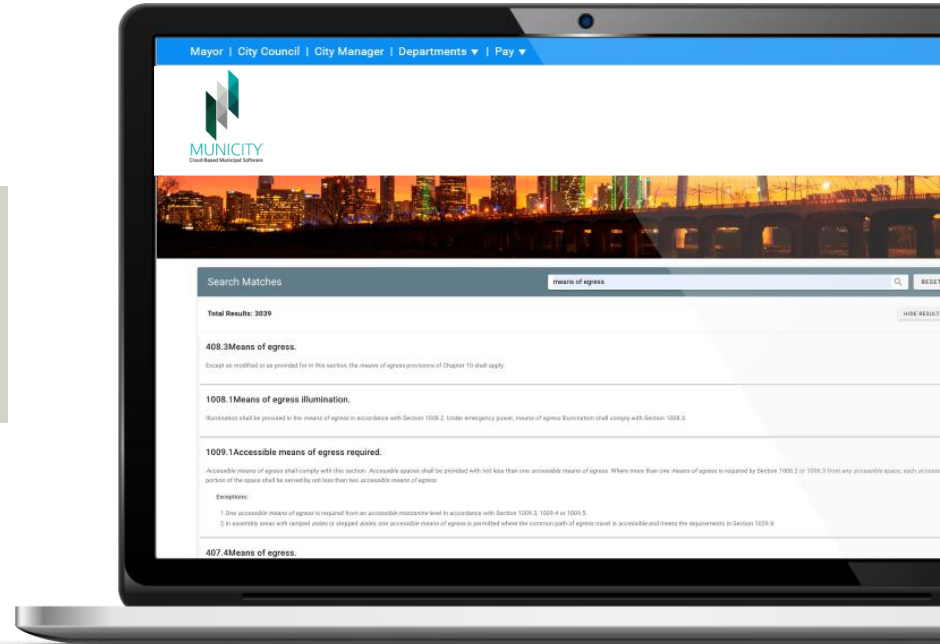 Mayor | City Council | City Manager | Departments ▼ | Pay ▼
MUNICITY
Cloud-Based Municipal Software
Search Matches
means of egress
RESET
Total Results: 3039
HIDE RESULT
408.3Means of egress.
Except as modified or as provided for in this section, the means of egress provisions of Chapter 10 shall apply.
1008.1Means of egress illumination.
Illumination shall be provided in the means of egress in accordance with Section 1008.2. Under emergency power, means of egress illumination shall comply with Section 1008.3.
1009.1Accessible means of egress required.
Accessible means of egress shall comply with this section. Accessible spaces shall be provided with not less than one accessible means of egress. Where more than one means of egress is required by Section 1006.2 or 1006.3 from any accessible space, each accessi
portion of the space shall be served by not less than two accessible means of egress.
Exceptions:
1. One accessible means of egress is required from an accessible mezzanine level in accordance with Section 1009.3, 1009.4 or 1009.5.
2. In assembly areas with ramped aisles or stepped aisles, one accessible means of egress is permitted where the common path of egress travel is accessible and meets the requirements in Section 1029.8.
407.4Means of egress.